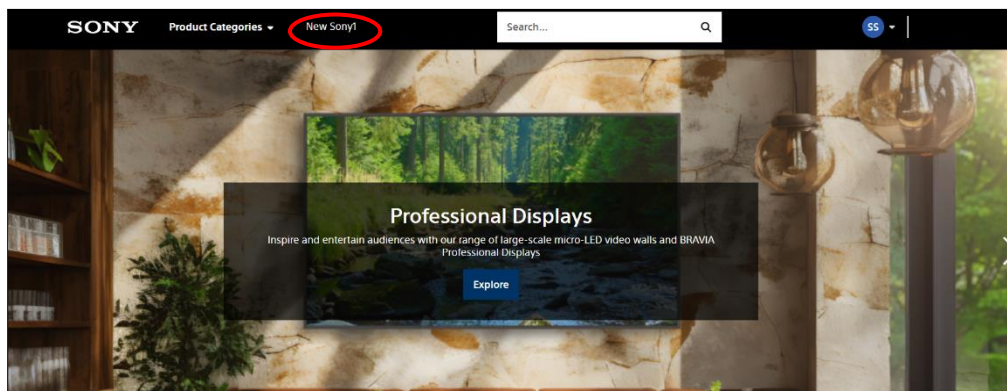 SONY Product Categories New Sony1 Search... SS
Professional Displays
Inspire and entertain audiences with our range of large-scale micro-LED video walls and BRAVIA
Professional Displays
Explore